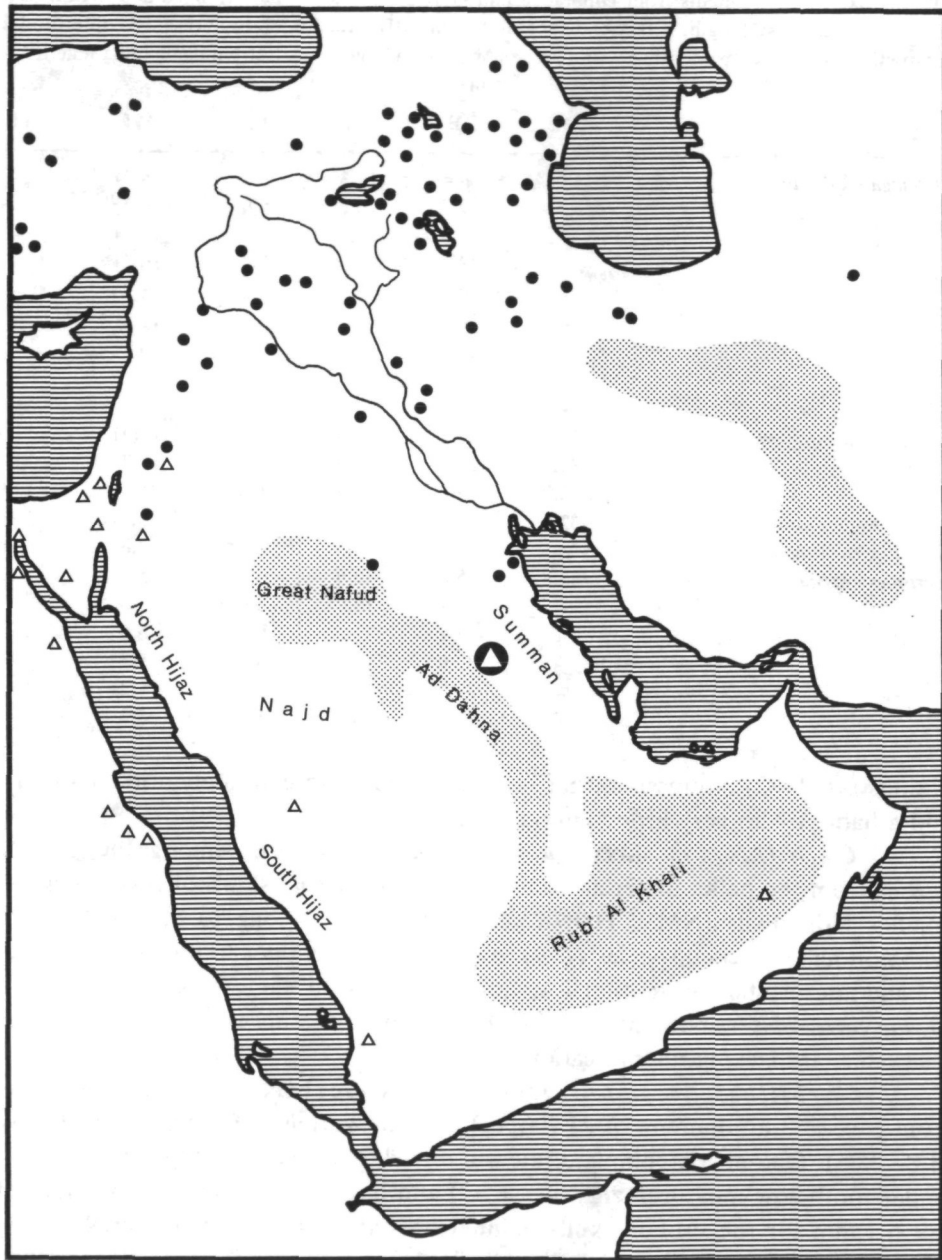 Great Nafud
North Hijaz
Summan
Najd
Ad Dahna
South Hijaz
Rub' Al Khali